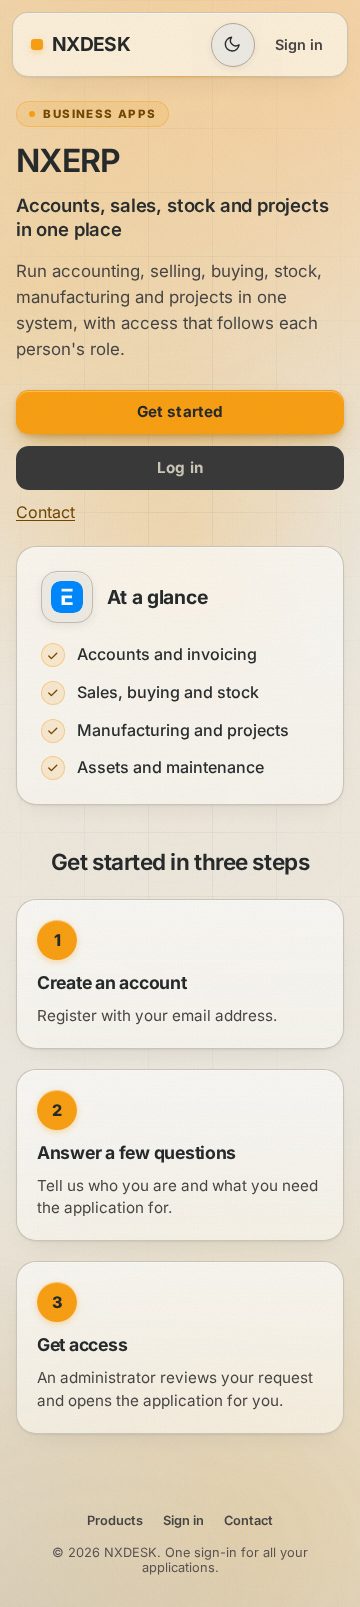 NXDESK
Sign in
BUSINESS APPS
NXERP
Accounts, sales, stock and projects
in one place
Run accounting, selling, buying, stock,
manufacturing and projects in one
system, with access that follows each
person's role.
Get started
Log in
Contact
At a glance
Accounts and invoicing
Sales, buying and stock
Manufacturing and projects
Assets and maintenance
Get started in three steps
1
Create an account
Register with your email address.
2
Answer a few questions
Tell us who you are and what you need
the application for.
3
Get access
An administrator reviews your request
and opens the application for you.
Products Sign in Contact
© 2026 NXDESK. One sign-in for all your
applications.